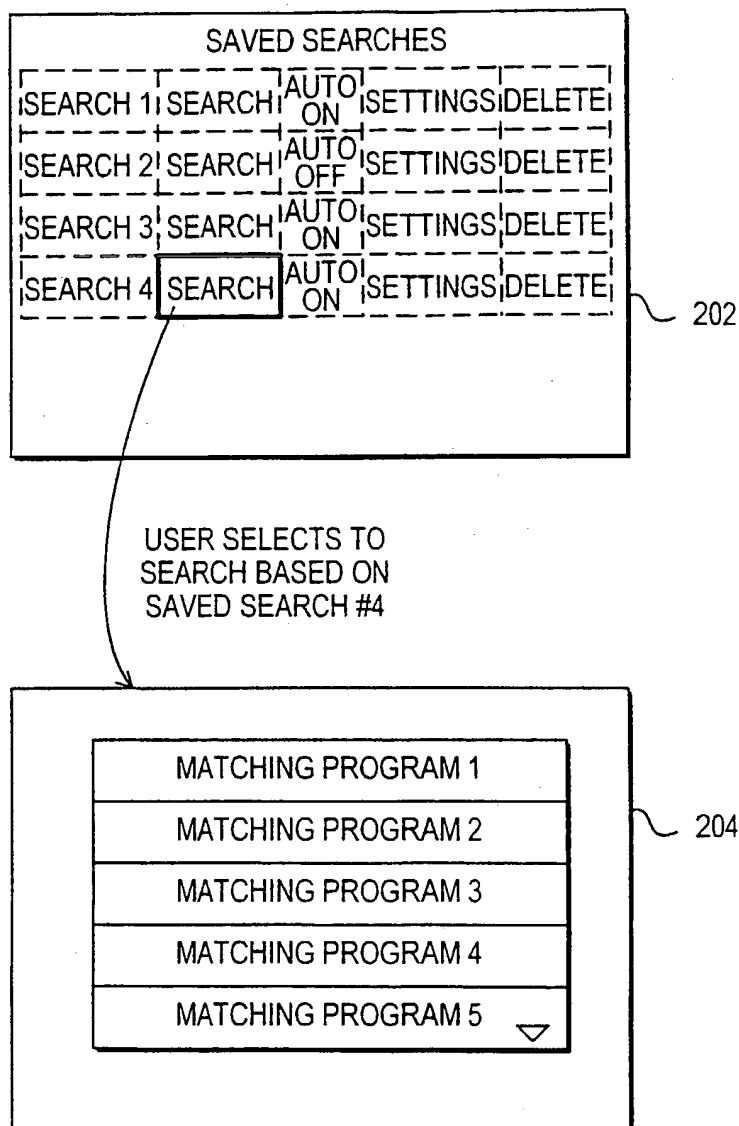 SAVED SEARCHES
SEARCH 1 SEARCH AUTO ON SETTINGS DELETE
SEARCH 2 SEARCH AUTO OFF SETTINGS DELETE
SEARCH 3 SEARCH AUTO ON SETTINGS DELETE
SEARCH 4 SEARCH AUTO ON SETTINGS DELETE
202
USER SELECTS TO
SEARCH BASED ON
SAVED SEARCH #4
MATCHING PROGRAM 1
MATCHING PROGRAM 2
204
MATCHING PROGRAM 3
MATCHING PROGRAM 4
MATCHING PROGRAM 5